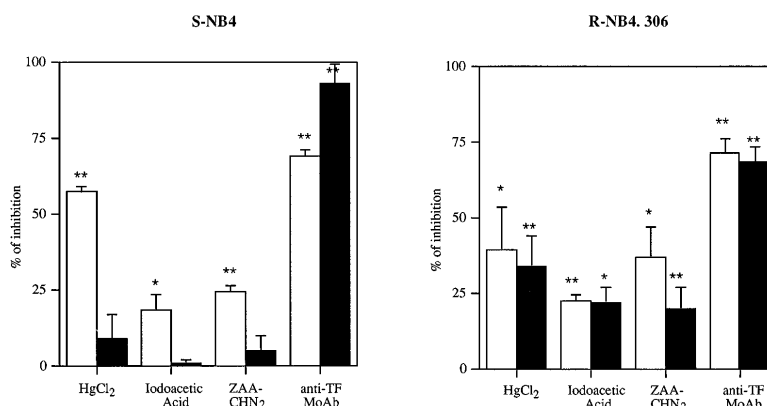 S-NB4
100
75
50
25
0
% of inhibition
**
*
**
**
**
HgCl₂
Iodoacetic
Acid
ZAA-
CHN₂
anti-TF
MoAb
R-NB4. 306
100
75
50
25
0
% of inhibition
*
**
**
*
*
**
**
**
HgCl₂
Iodoacetic
Acid
ZAA-
CHN₂
anti-TF
MoAb